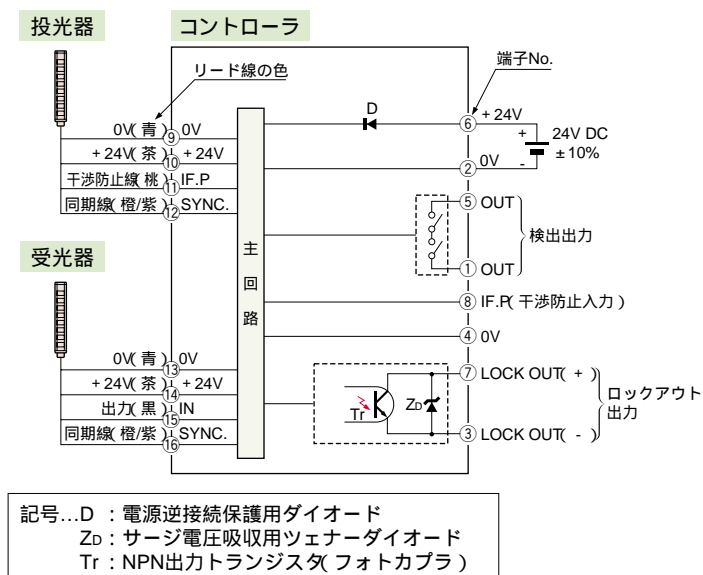 投光器
コントローラ
リード線の色
端子No.
0V(青)
⑨ 0V
+24V(茶)
⑩ +24V
干渉防止線(桃)
⑪ IF.P
同期線(橙/紫)
⑫ SYNC.
受光器
0V(青)
⑬ 0V
+24V(茶)
⑭ +24V
出力(黒)
⑮ IN
同期線(橙/紫)
⑯ SYNC.
主
回
路
D
⑥ +24V
+
-
24V DC
±10%
② 0V
⑤ OUT
① OUT
検出出力
⑧ IF.P(干渉防止入力)
④ 0V
Tr
ZD
⑦ LOCK OUT(+)
③ LOCK OUT(-)
ロックアウト
出力
記号…D:電源逆接続保護用ダイオード
ZD:サージ電圧吸収用ツェナーダイオード
Tr:NPN出力トランジスタ(フォトカプラ)